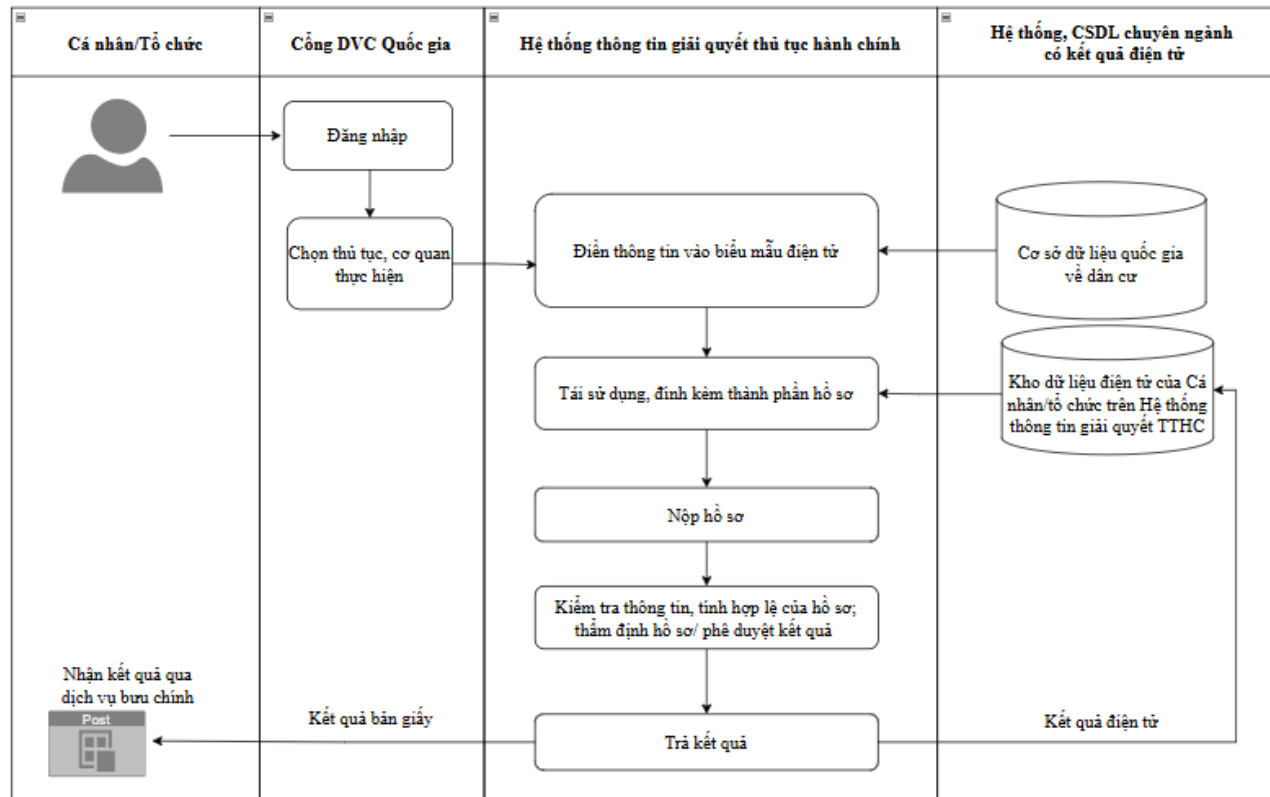 Cá nhân/Tổ chức
Cổng DVC Quốc gia
Hệ thống thông tin giải quyết thủ tục hành chính
Hệ thống, CSDL chuyên ngành
có kết quả điện tử
Đăng nhập
Chọn thủ tục, cơ quan
thực hiện
Điền thông tin vào biểu mẫu điện tử
Cơ sở dữ liệu quốc gia
về dân cư
Tái sử dụng, đính kèm thành phần hồ sơ
Kho dữ liệu điện tử của Cá
nhân/tổ chức trên Hệ thống
thông tin giải quyết TTHC
Nộp hồ sơ
Kiểm tra thông tin, tính hợp lệ của hồ sơ;
thẩm định hồ sơ/ phê duyệt kết quả
Nhận kết quả qua
dịch vụ bưu chính
Post
Kết quả bản giấy
Trả kết quả
Kết quả điện tử